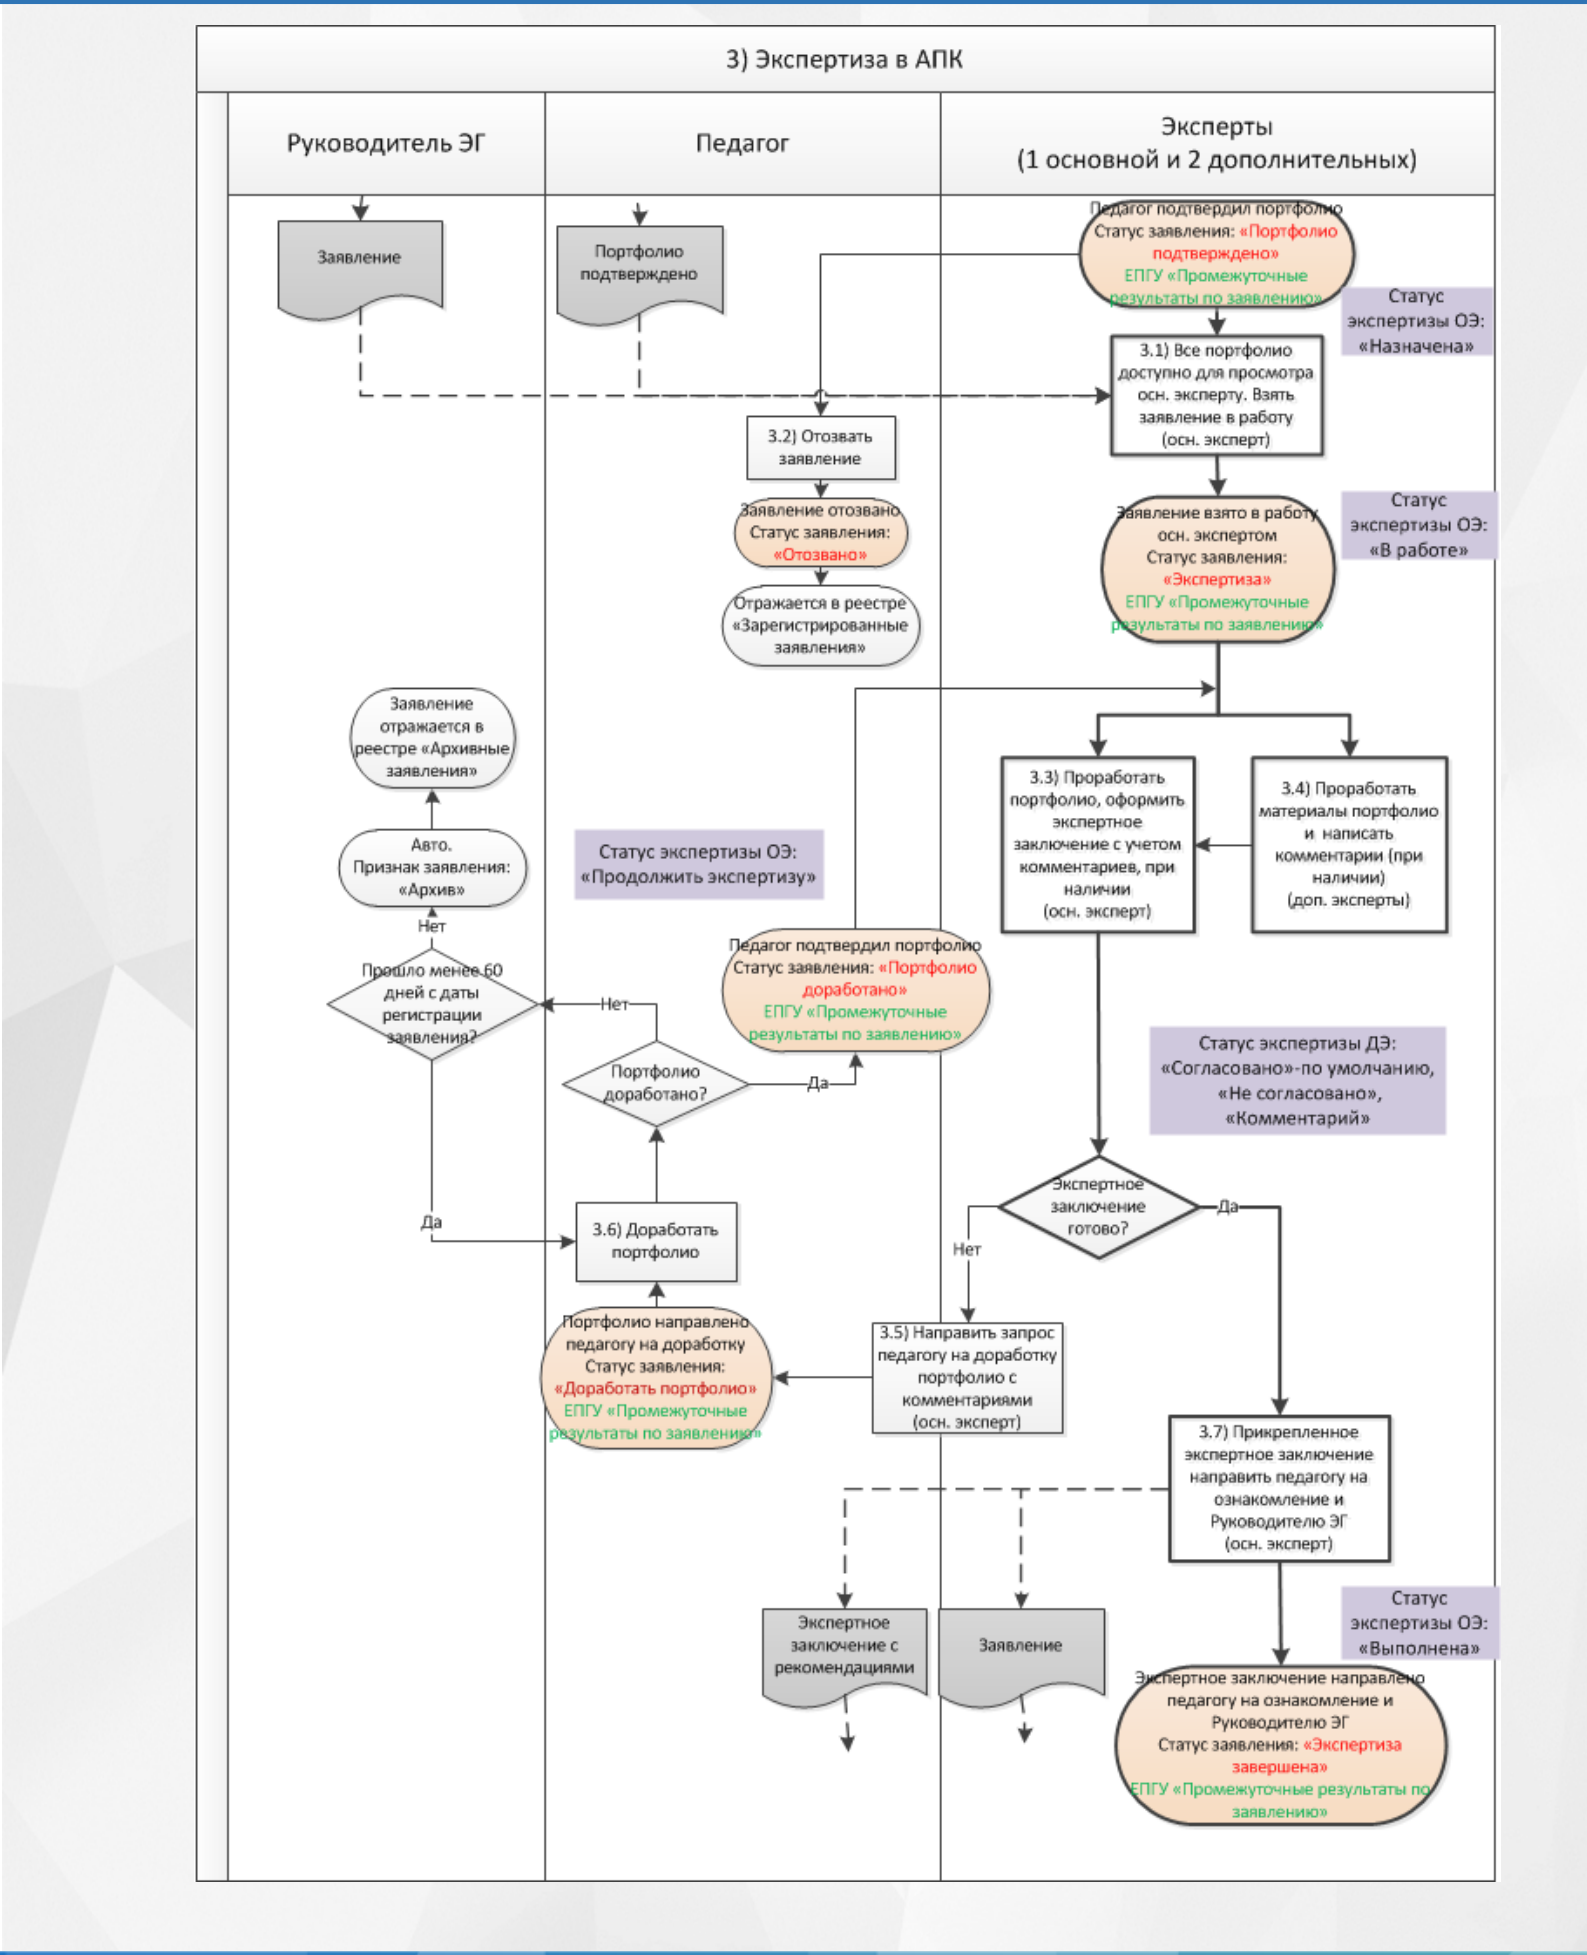 3) Экспертиза в АПК
Руководитель ЭГ
Педагог
Эксперты
(1 основной и 2 дополнительных)
Заявление
Портфолио
подтверждено
Педагог подтвердил портфолио
Статус заявления: «Портфолио
подтверждено»
ЕПГУ «Промежуточные
результаты по заявлению»
Статус
экспертизы ОЭ:
«Назначена»
3.1) Все портфолио
доступно для просмотра
осн. эксперту. Взять
заявление в работу
(осн. эксперт)
3.2) Отозвать
заявление
Заявление отозвано
Статус заявления:
«Отозвано»
Отражается в реестре
«Зарегистрированные
заявления»
Статус
экспертизы ОЭ:
«В работе»
Заявление взято в работу
осн. экспертом
Статус заявления:
«Экспертиза»
ЕПГУ «Промежуточные
результаты по заявлению»
Заявление
отражается в
реестре «Архивные
заявления»
Авто.
Признак заявления:
«Архив»
Нет
Прошло менее 60
дней с даты
регистрации
заявления?
Да
Статус экспертизы ОЭ:
«Продолжить экспертизу»
Педагог подтвердил портфолио
Статус заявления: «Портфолио
доработано»
ЕПГУ «Промежуточные
результаты по заявлению»
Нет
Портфолио
доработано?
Да
3.3) Проработать
портфолио, оформить
экспертное
заключение с учетом
комментариев, при
наличии
(осн. эксперт)
3.4) Проработать
материалы портфолио
и написать
комментарии (при
наличии)
(доп. эксперты)
Статус экспертизы ДЭ:
«Согласовано»-по умолчанию,
«Не согласовано»,
«Комментарий»
Экспертное
заключение
готово?
Да
Нет
3.6) Доработать
портфолио
Портфолио направлено
педагогу на доработку
Статус заявления:
«Доработать портфолио»
ЕПГУ «Промежуточные
результаты по заявлению»
3.5) Направить запрос
педагогу на доработку
портфолио с
комментариями
(осн. эксперт)
3.7) Прикрепленное
экспертное заключение
направить педагогу на
ознакомление и
Руководителю ЭГ
(осн. эксперт)
Экспертное
заключение с
рекомендациями
Заявление
Статус
экспертизы ОЭ:
«Выполнена»
Экспертное заключение направлено
педагогу на ознакомление и
Руководителю ЭГ
Статус заявления: «Экспертиза
завершена»
ЕПГУ «Промежуточные результаты по
заявлению»